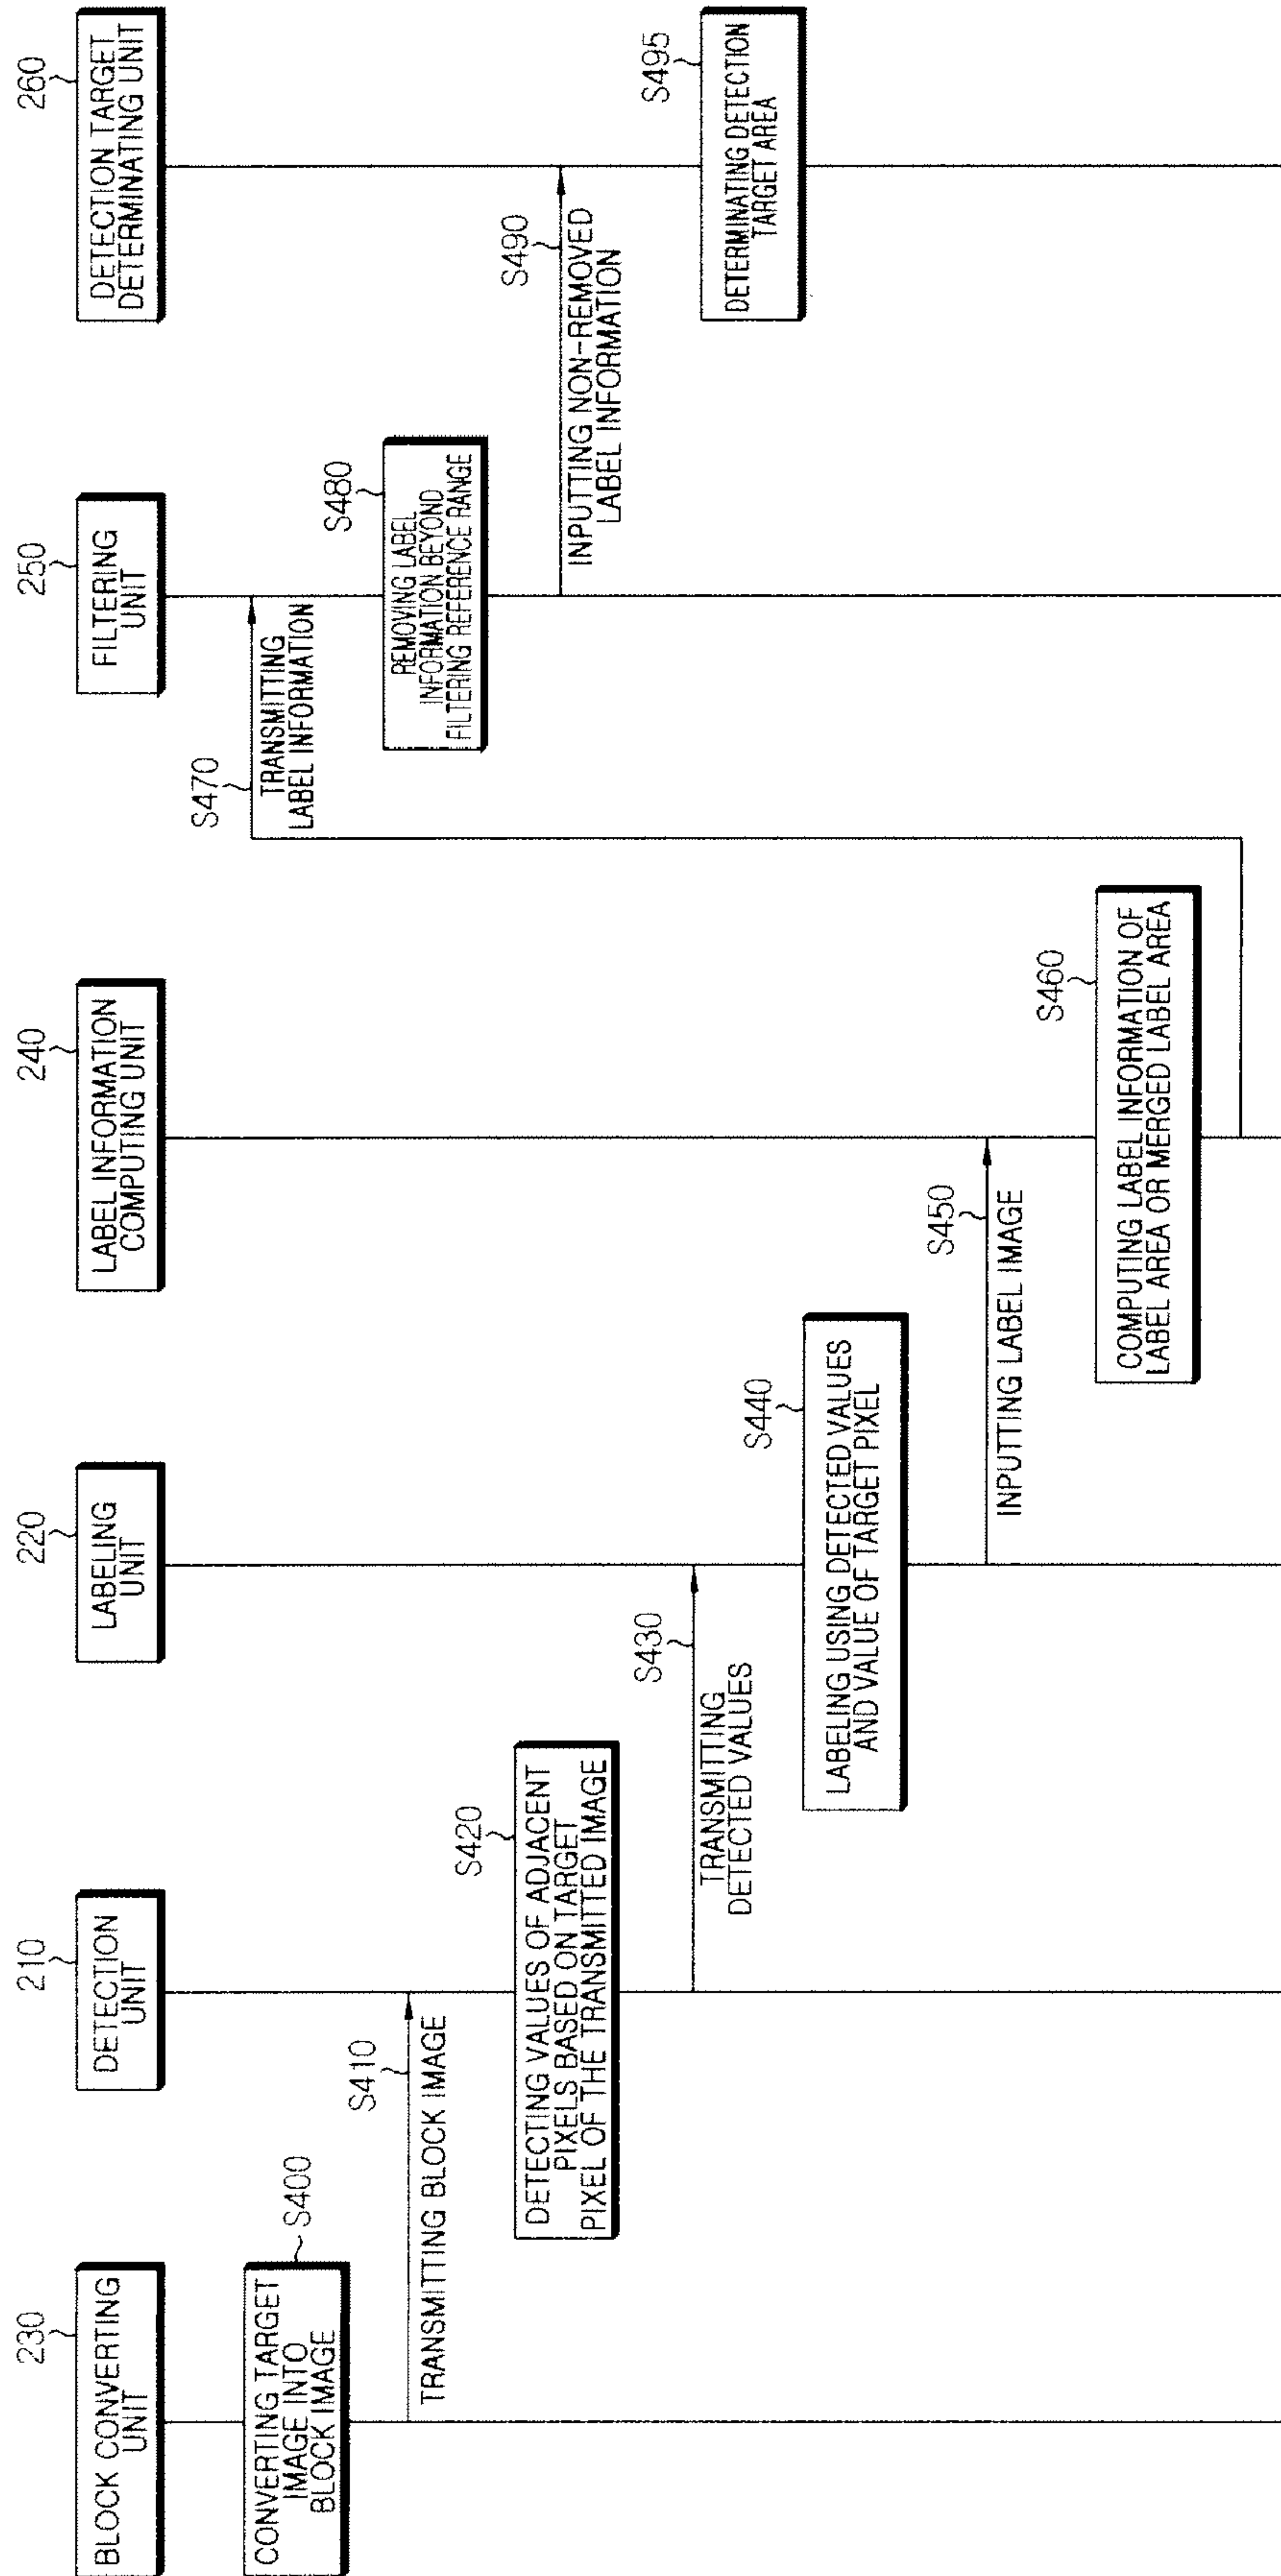 230
BLOCK CONVERTING
UNIT
210
DETECTION
UNIT
220
LABELING
UNIT
240
LABEL INFORMATION
COMPUTING UNIT
250
FILTERING
UNIT
260
DETECTION TARGET
DETERMINATING UNIT
S400
CONVERTING TARGET
IMAGE INTO
BLOCK IMAGE
S410
TRANSMITTING BLOCK IMAGE
S420
DETECTING VALUES OF ADJACENT
PIXELS BASED ON TARGET
PIXEL OF THE TRANSMITTED IMAGE
S430
TRANSMITTING
DETECTED VALUES
S440
LABELING USING DETECTED VALUES
AND VALUE OF TARGET PIXEL
S450
INPUTTING LABEL IMAGE
S460
COMPUTING LABEL INFORMATION OF
LABEL AREA OR MERGED LABEL AREA
S470
TRANSMITTING
LABEL INFORMATION
S480
REMOVING LABEL
INFORMATION BEYOND
FILTERING REFERENCE RANGE
S490
INPUTTING NON-REMOVED
LABEL INFORMATION
S495
DETERMINATING DETECTION
TARGET AREA